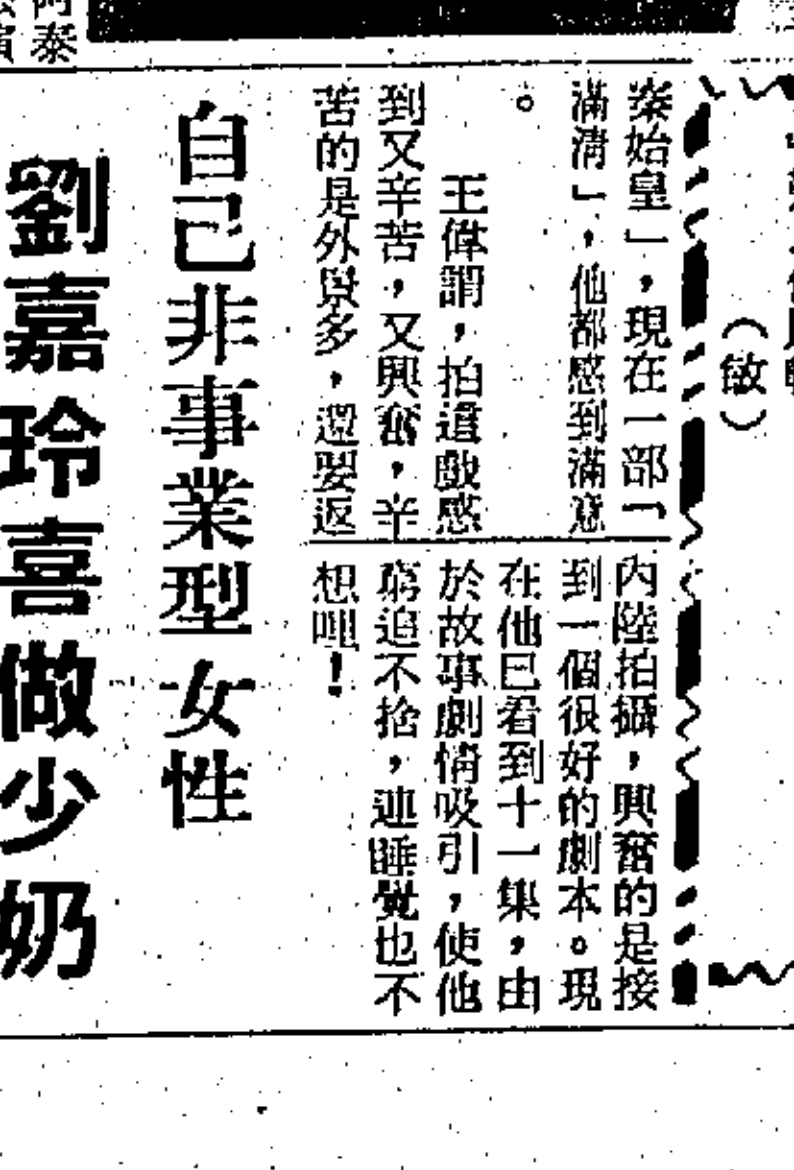 （敏）
秦始皇」，現在一部「
滿清」，他都感到滿意
。
王偉謂，拍這戲感
到又辛苦，又興奮，辛
苦的是外景多，還要返
內陸拍攝，興奮的是接
到一個很好的劇本。現
在他已看到十一集，由
於故事劇情吸引，使他
窮追不捨，連睡覺也不
想哩！
自己非事業型女性
劉嘉玲喜做少奶
阿泰